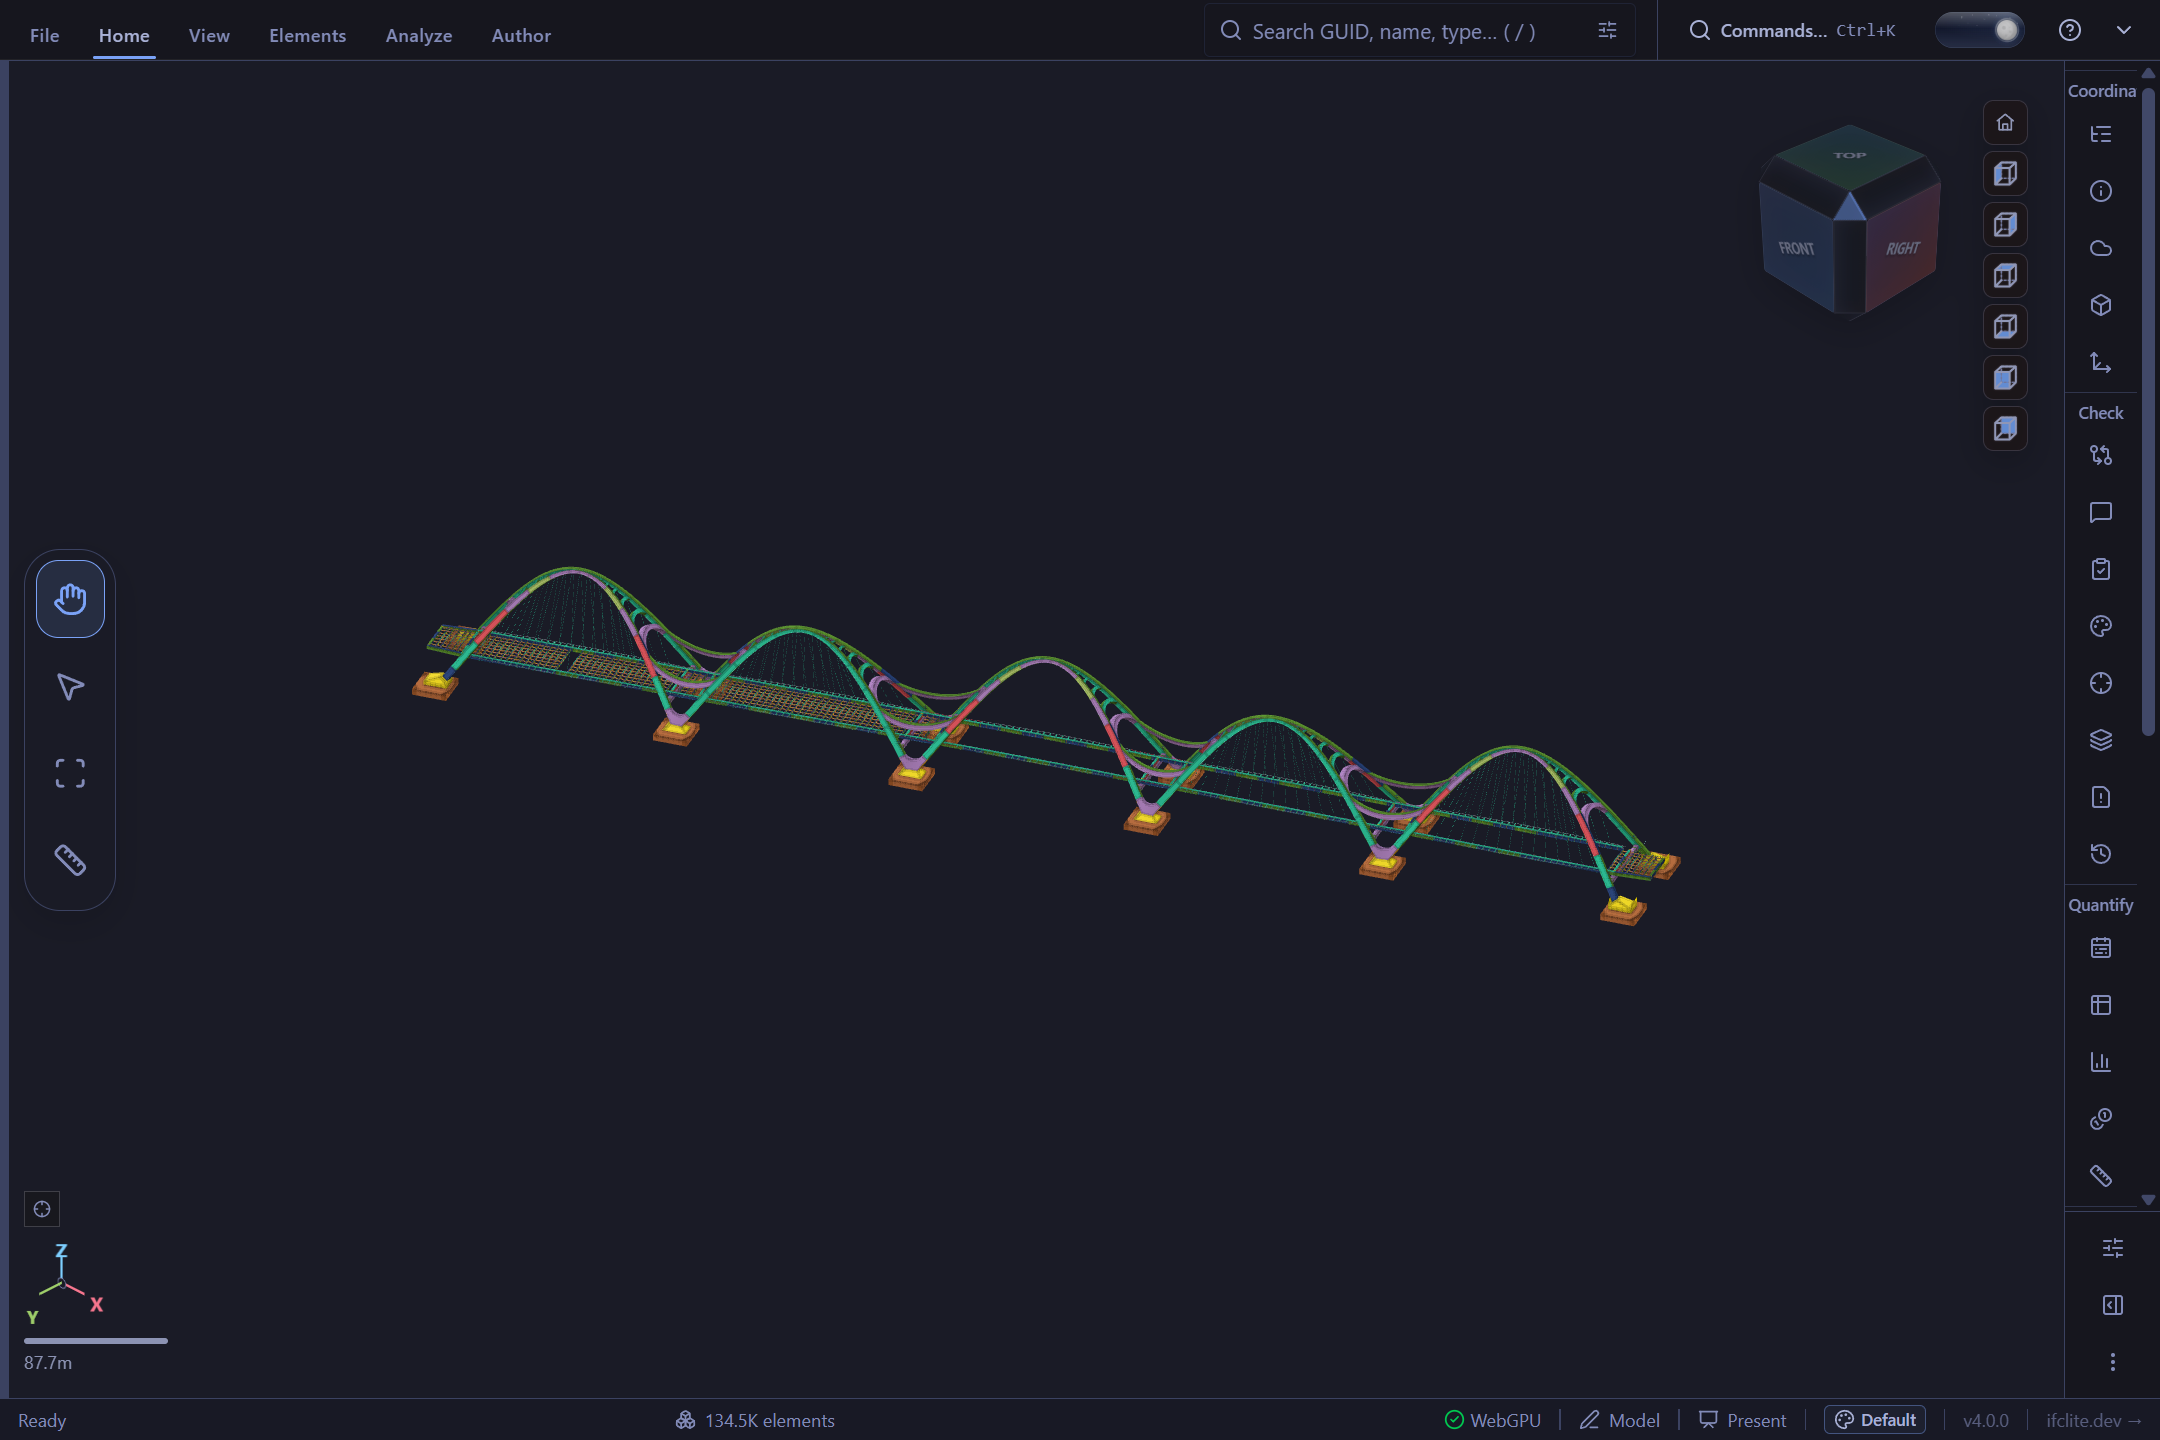 File Home View Elements Analyze Author
Search GUID, name, type... ( / )
Commands... Ctrl+K
Coordina
TOP
FRONT RIGHT
Check
Quantify
Z
Y X
87.7m
Ready 134.5K elements WebGPU Model Present Default v4.0.0 ifclite.dev →